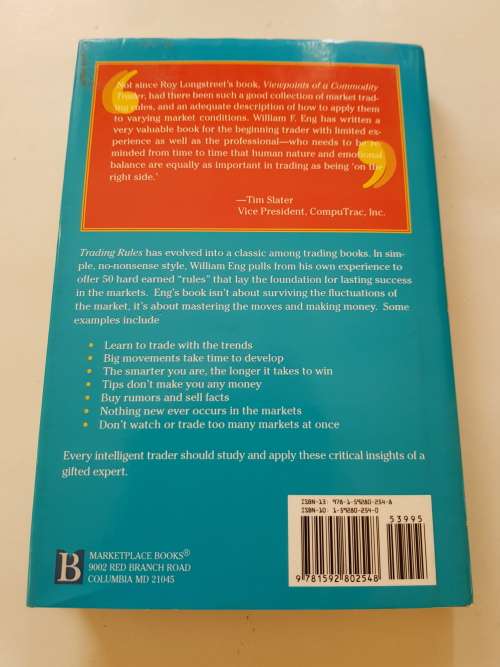 Not since Roy Longstreet's book, Viewpoints of a Commodity
Trader, had there been such a good collection of market trad-
ing rules, and an adequate description of how to apply them
to varying market conditions. William F. Eng has written a
very valuable book for the beginning trader with limited ex-
perience as well as the professional—who needs to be re-
minded from time to time that human nature and emotional
balance are equally as important in trading as being 'on the
right side.'
—Tim Slater
Vice President, CompuTrac, Inc.
Trading Rules has evolved into a classic among trading books. In sim-
ple, no-nonsense style, William Eng pulls from his own experience to
offer 50 hard earned "rules" that lay the foundation for lasting success
in the markets. Eng's book isn't about surviving the fluctuations of
the market, it's about mastering the moves and making money. Some
examples include
• Learn to trade with the trends
• Big movements take time to develop
• The smarter you are, the longer it takes to win
• Tips don't make you any money
• Buy rumors and sell facts
• Nothing new ever occurs in the markets
• Don't watch or trade too many markets at once
Every intelligent trader should study and apply these critical insights of a
gifted expert.
B
MARKETPLACE BOOKS®
9002 RED BRANCH ROAD
COLUMBIA MD 21045
ISBN-13: 978-1-59280-254-8
ISBN-10: 1-59280-254-0
53995
9 781592 802548